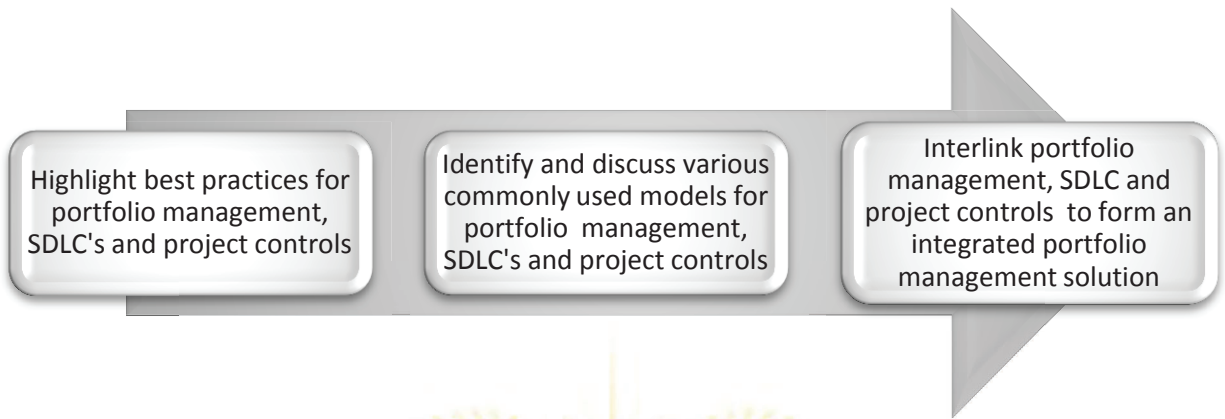 Highlight best practices for
portfolio management,
SDLC's and project controls
Identify and discuss various
commonly used models for
portfolio management,
SDLC's and project controls
Interlink portfolio
management, SDLC and
project controls to form an
integrated portfolio
management solution